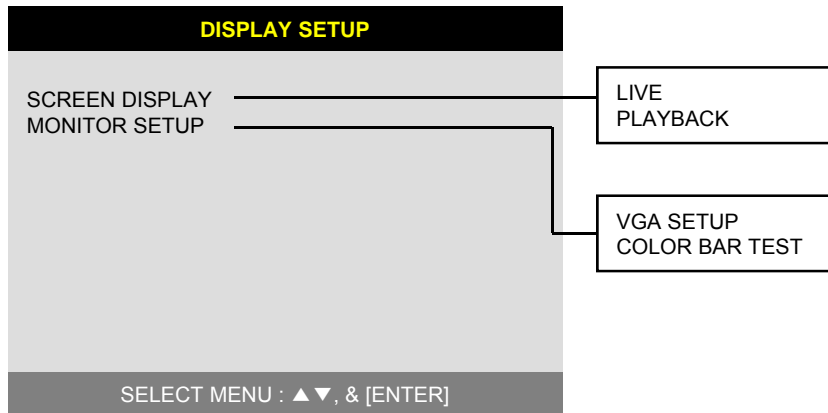 DISPLAY SETUP
SCREEN DISPLAY
MONITOR SETUP
LIVE
PLAYBACK
VGA SETUP
COLOR BAR TEST
SELECT MENU : ▲▼, & [ENTER]